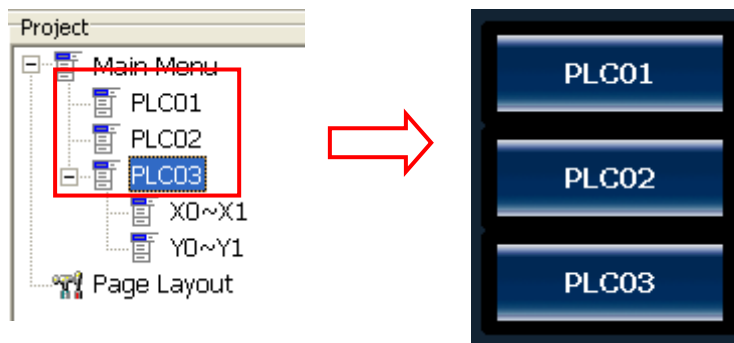 Project
Main Menu
PLC01
PLC02
PLC03
X0~X1
Y0~Y1
Page Layout
PLC01
PLC02
PLC03